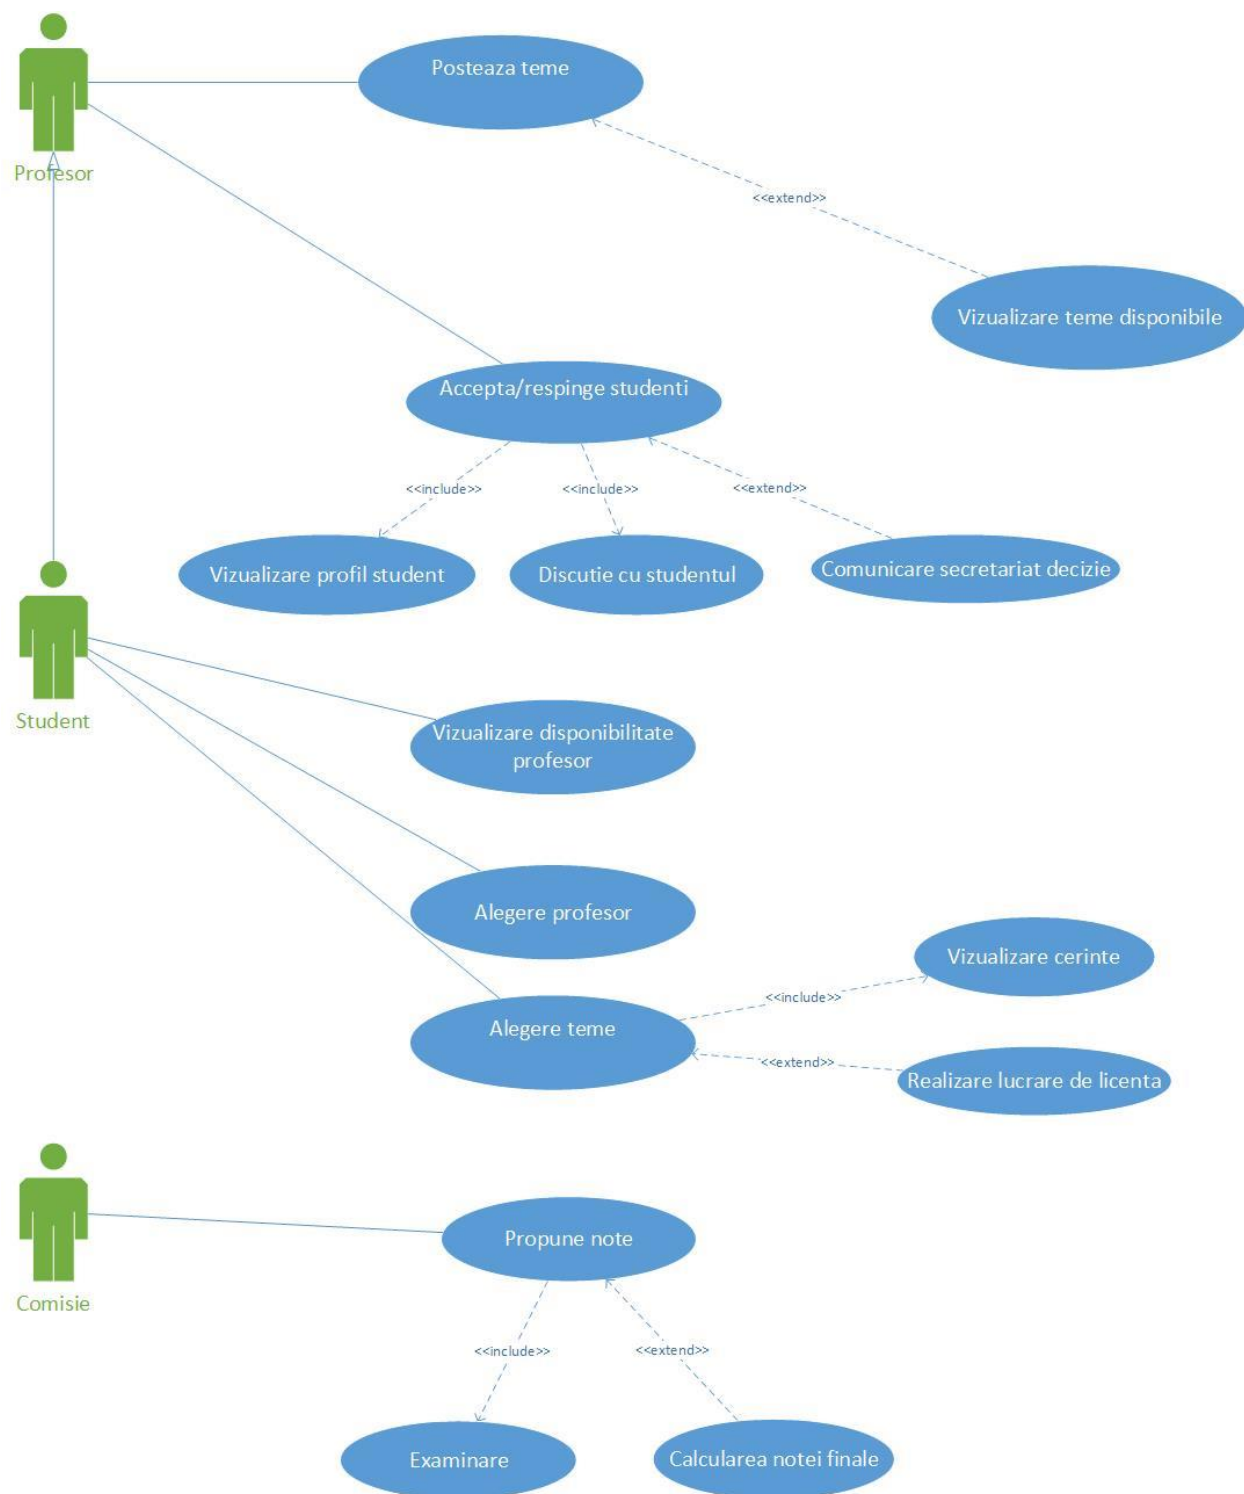 Posteaza teme
Profesor
<<extend>>
Vizualizare teme disponibile
Accepta/respinge studenti
<<include>>
<<include>>
<<extend>>
Vizualizare profil student
Discutie cu studentul
Comunicare secretariat decizie
Student
Vizualizare disponibilitate
profesor
Alegere profesor
Vizualizare cerinte
<<include>>
Alegere teme
<<extend>>
Realizare lucrare de licenta
Propune note
Comisie
<<include>>
<<extend>>
Examinare
Calcularea notei finale